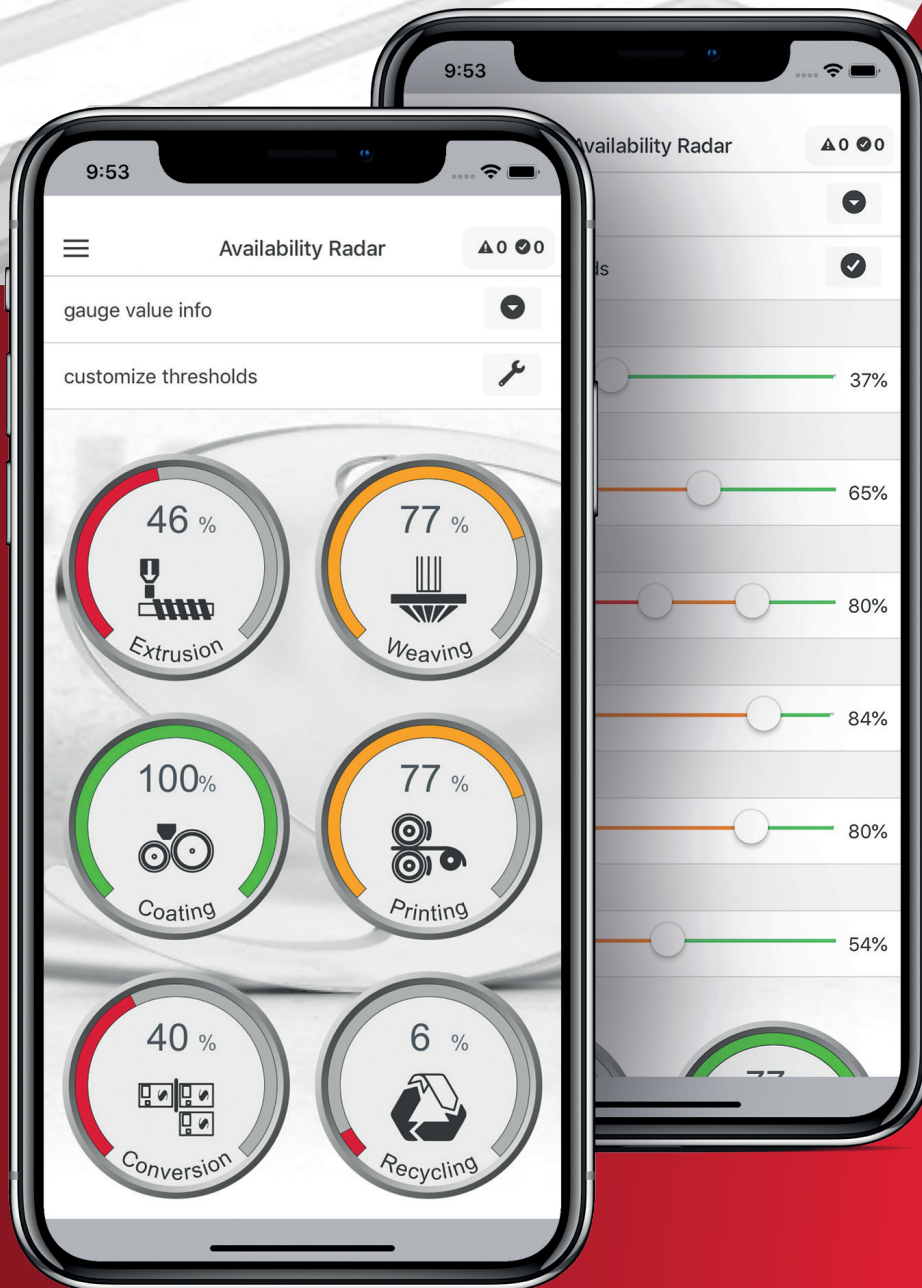 9:53
Availability Radar
0 0
gauge value info
customize thresholds
46 %
Extrusion
77 %
Weaving
100%
Coating
77 %
Printing
40 %
Conversion
6 %
Recycling
9:53
Availability Radar
0 0
37%
65%
80%
84%
80%
54%